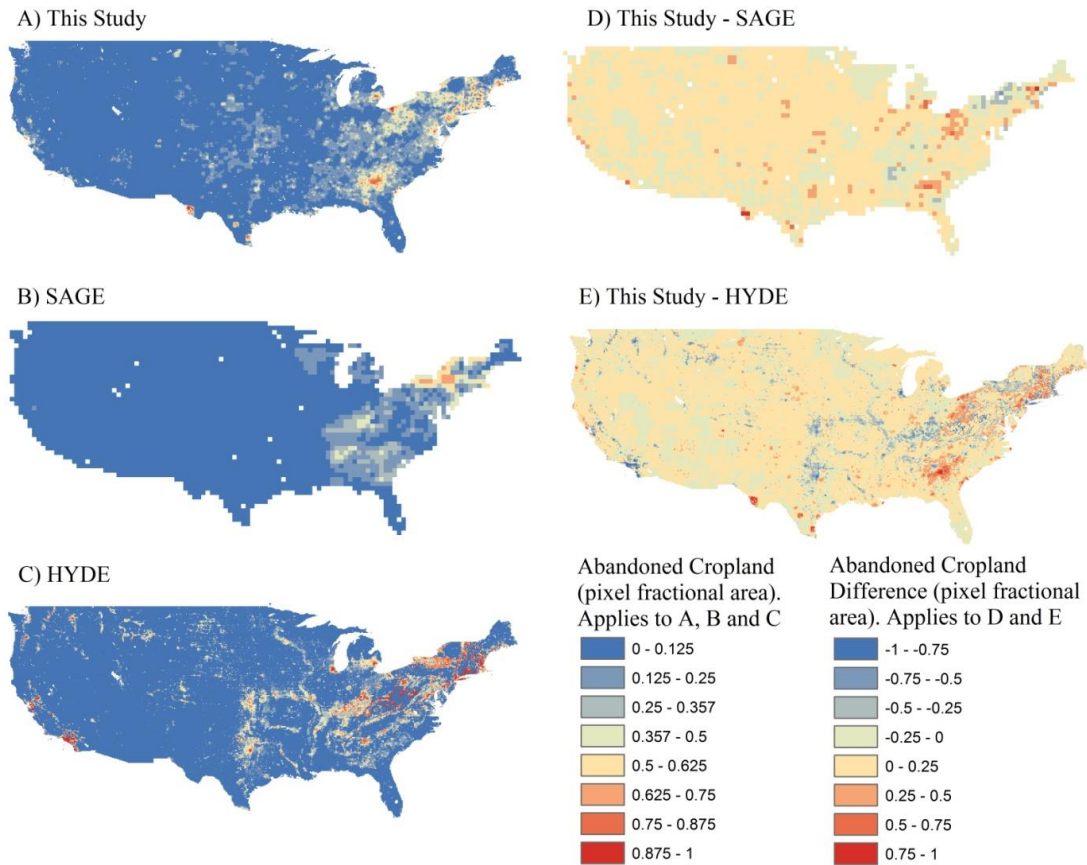 A) This Study
D) This Study - SAGE
B) SAGE
E) This Study - HYDE
C) HYDE
Abandoned Cropland
(pixel fractional area).
Applies to A, B and C
0 - 0.125
0.125 - 0.25
0.25 - 0.357
0.357 - 0.5
0.5 - 0.625
0.625 - 0.75
0.75 - 0.875
0.875 - 1
Abandoned Cropland
Difference (pixel fractional
area). Applies to D and E
-1 - -0.75
-0.75 - -0.5
-0.5 - -0.25
-0.25 - 0
0 - 0.25
0.25 - 0.5
0.5 - 0.75
0.75 - 1